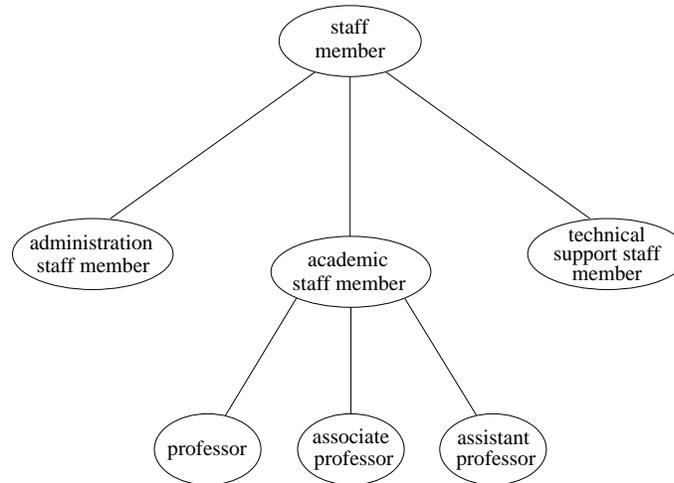 staff
member
administration
staff member
academic
staff member
technical
support staff
member
professor
associate
professor
assistant
professor